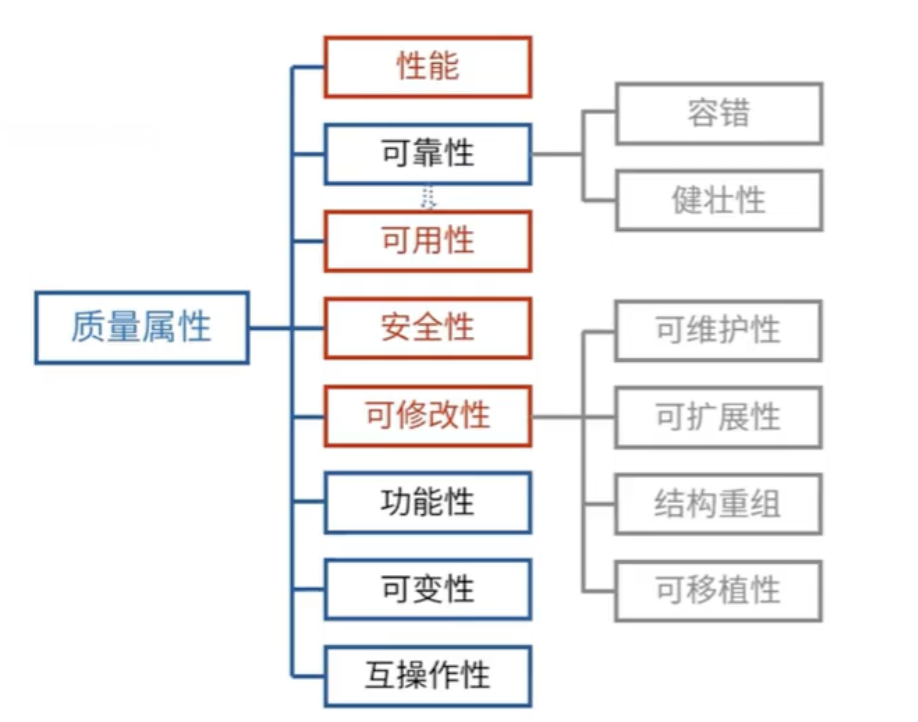 质量属性
性能
可靠性
容错
健壮性
可用性
安全性
可修改性
可维护性
可扩展性
结构重组
可移植性
功能性
可变性
互操作性